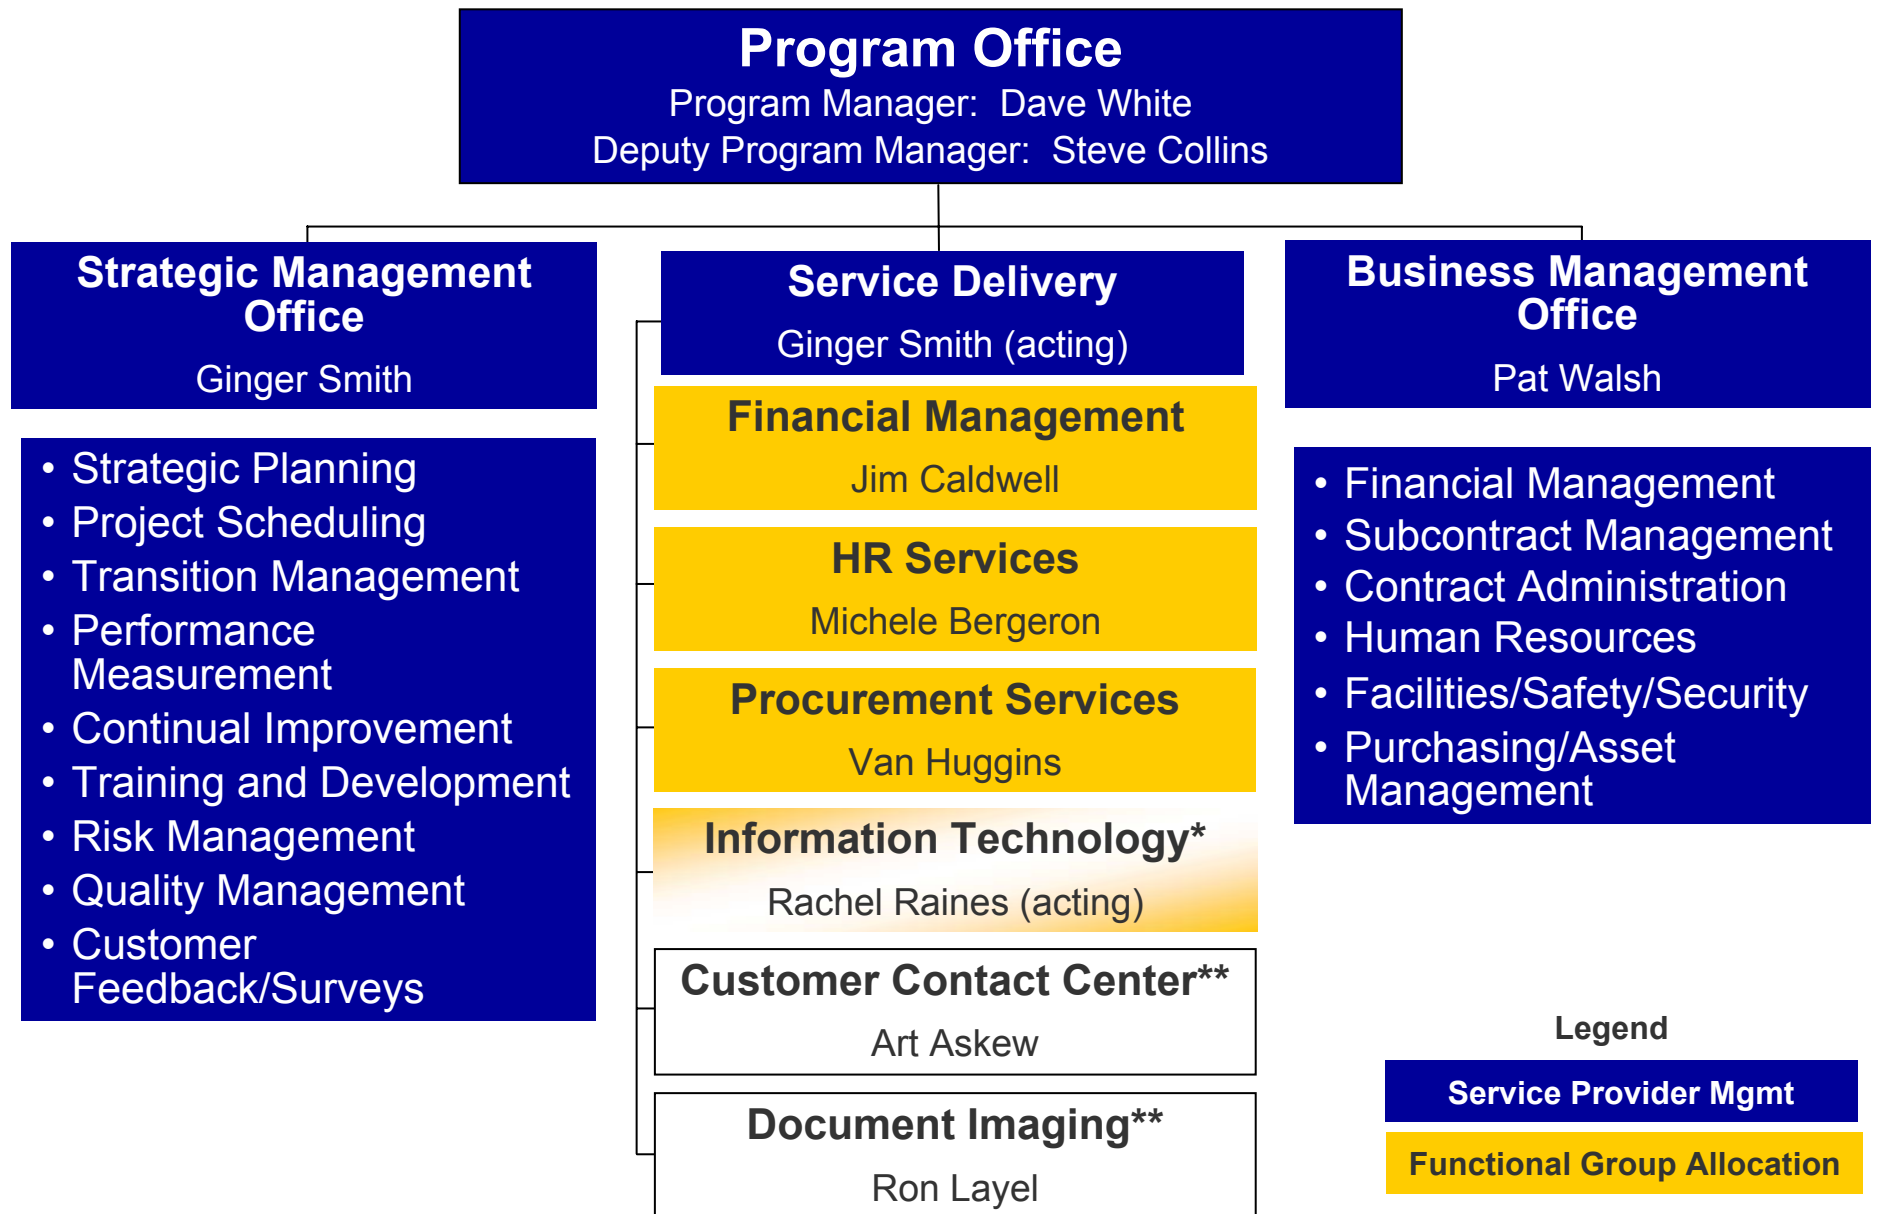 Program Office
Program Manager:  Dave White
Deputy Program Manager:  Steve Collins
Strategic Management
Office
Ginger Smith
• Strategic Planning
• Project Scheduling
• Transition Management
• Performance
Measurement
• Continual Improvement
• Training and Development
• Risk Management
• Quality Management
• Customer
Feedback/Surveys
Service Delivery
Ginger Smith (acting)
Financial Management
Jim Caldwell
HR Services
Michele Bergeron
Procurement Services
Van Huggins
Information Technology*
Rachel Raines (acting)
Customer Contact Center**
Art Askew
Document Imaging**
Ron Layel
Business Management
Office
Pat Walsh
• Financial Management
• Subcontract Management
• Contract Administration
• Human Resources
• Facilities/Safety/Security
• Purchasing/Asset
Management
Legend
Service Provider Mgmt
Functional Group Allocation